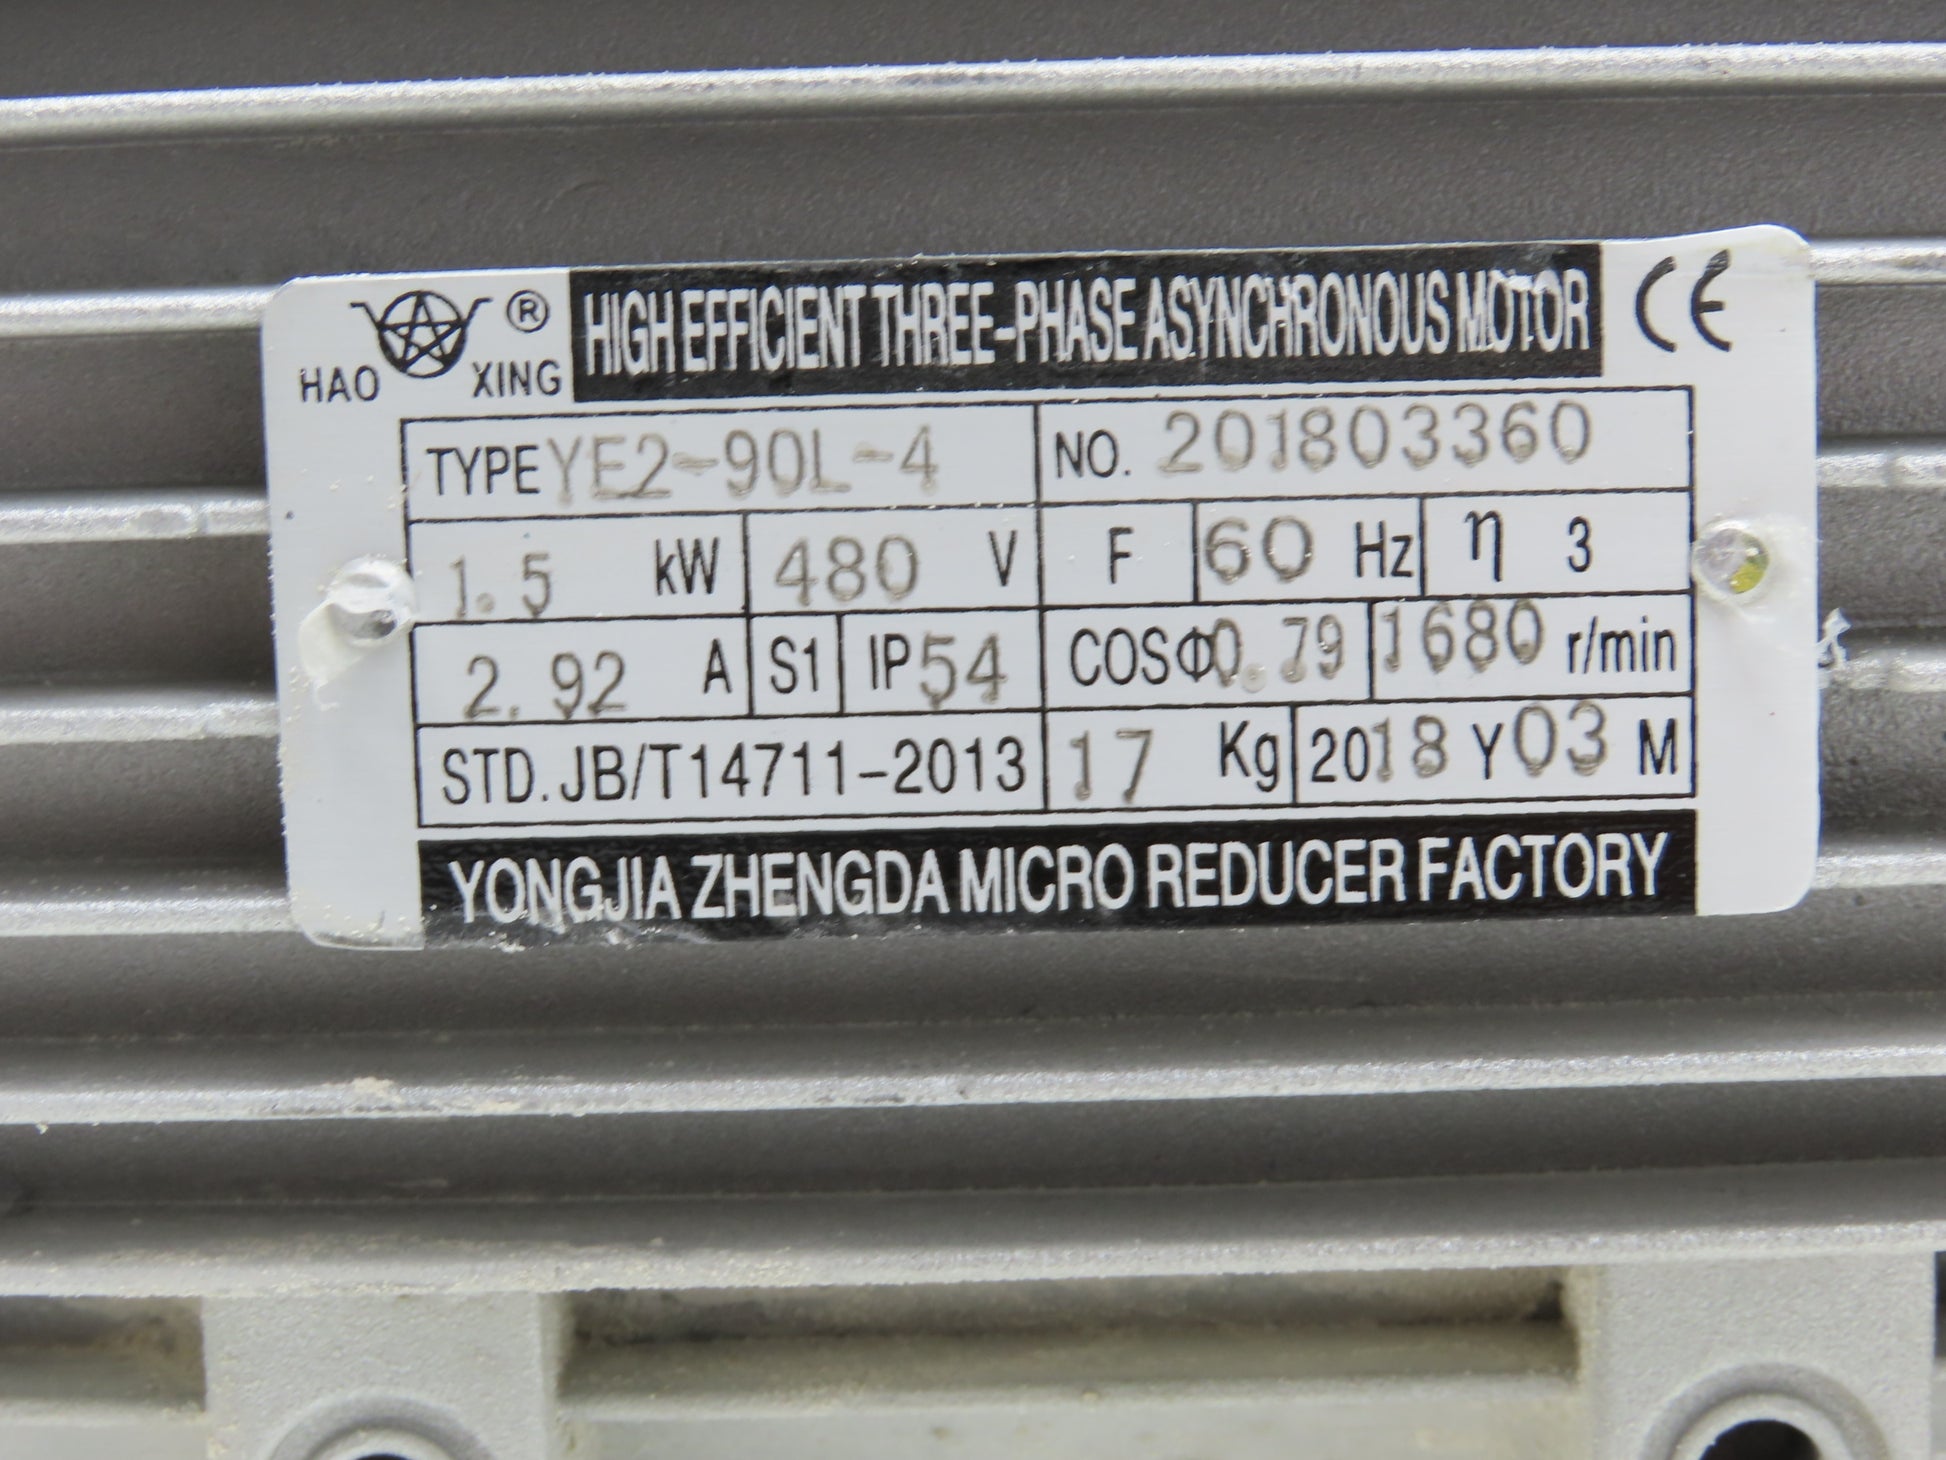 HAO XING ® HIGH EFFICIENT THREE-PHASE ASYNCHRONOUS MOTOR CE
TYPE YE2-90L-4 NO. 201803360
1.5 kW 480 V F 60 Hz η 3
2.92 A S1 IP54 COSΦ0.79 1680 r/min
STD. JB/T14711-2013 17 Kg 2018 Y 03 M
YONGJIA ZHENGDA MICRO REDUCER FACTORY